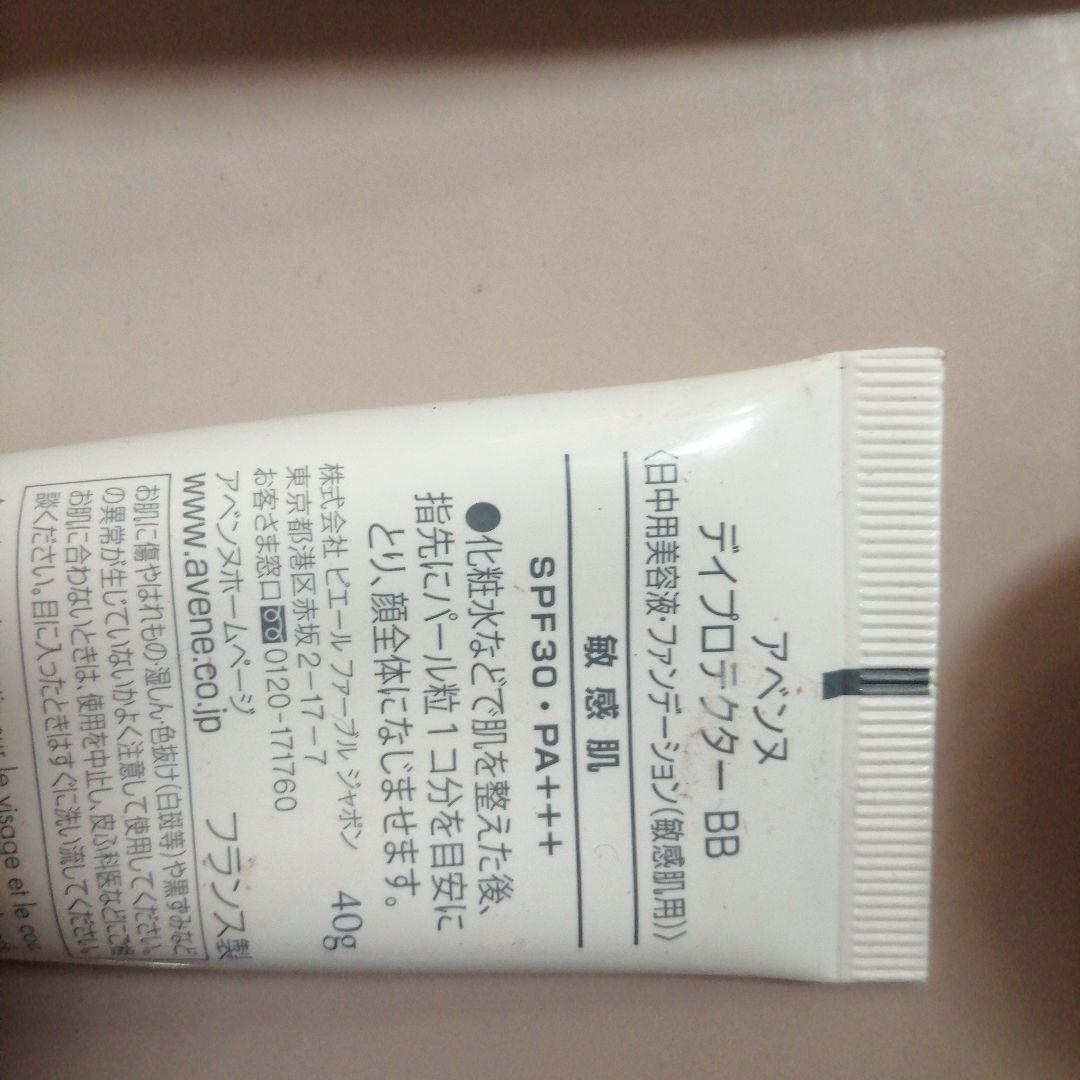 アベンヌ
デイプロテクター BB
〈日中用美容液・ファンデーション(敏感肌用)〉
敏感肌
SPF30・PA+++
●化粧水などで肌を整えた後、
指先にパール粒1コ分を目安に
とり、顔全体になじませます。
40g
株式会社 ピエール ファーブル ジャポン
東京都港区赤坂2-17-7
お客さま窓口 0120-171760
アベンヌホームページ
www.avene.co.jp フランス製
お肌に傷やはれもの・湿しん・色抜け(白斑等)や黒ずみなど
の異常が生じていないかよく注意して使用してください。
お肌に合わないときは、使用を中止し、皮ふ科医などにご相
談ください。目に入ったときはすぐに洗い流してください
sur le visage et le cou